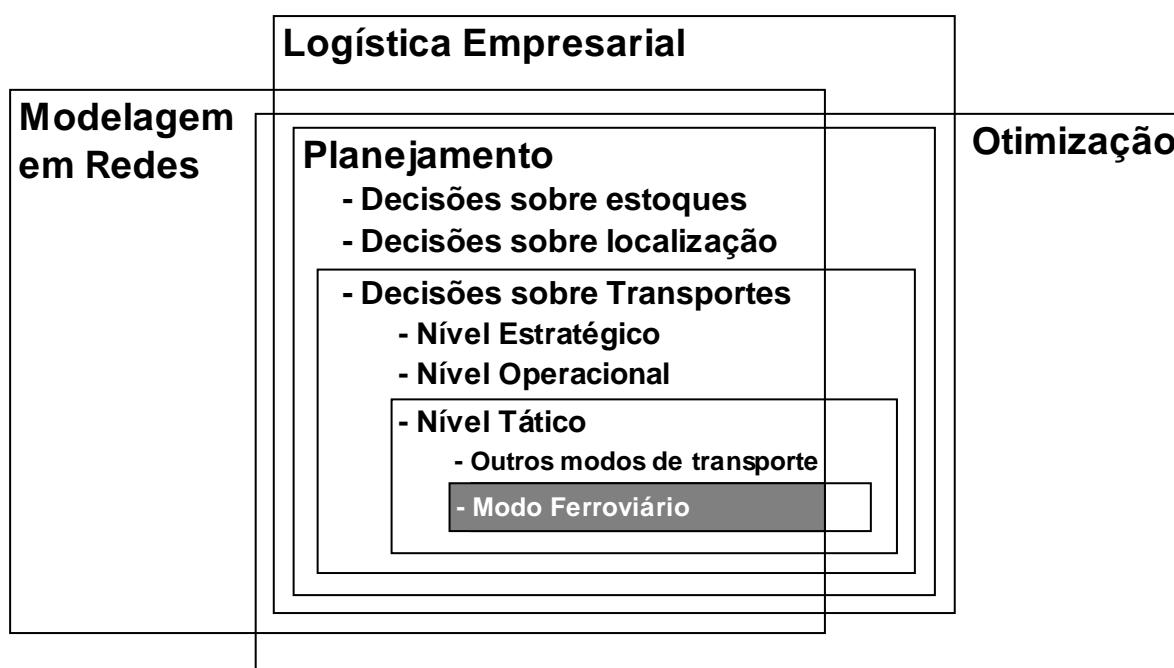 Logística Empresarial
Modelagem
em Redes
Otimização
Planejamento
- Decisões sobre estoques
- Decisões sobre localização
- Decisões sobre Transportes
- Nível Estratégico
- Nível Operacional
- Nível Tático
- Outros modos de transporte
- Modo Ferroviário